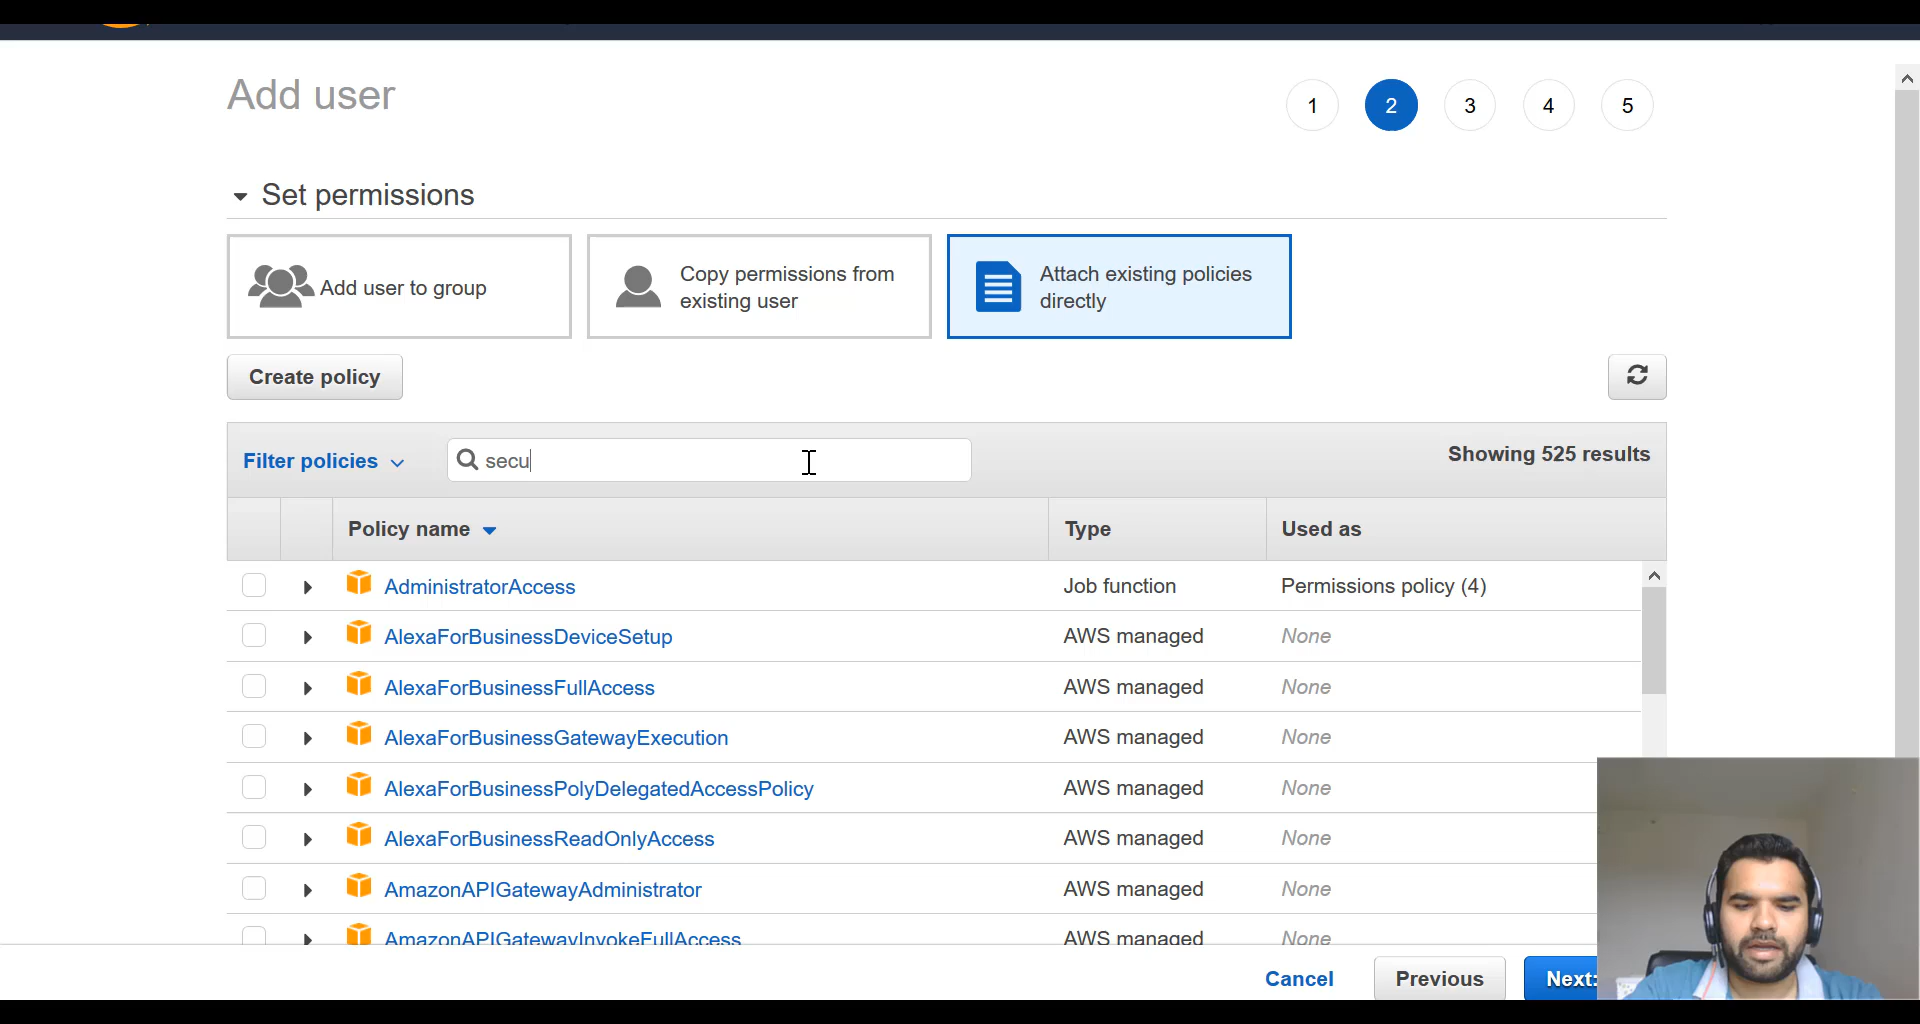 Add user
1 2 3 4 5
Set permissions
Add user to group
Copy permissions from
existing user
Attach existing policies
directly
Create policy
Filter policies
secu
Showing 525 results
Policy name Type Used as
AdministratorAccess Job function Permissions policy (4)
AlexaForBusinessDeviceSetup AWS managed None
AlexaForBusinessFullAccess AWS managed None
AlexaForBusinessGatewayExecution AWS managed None
AlexaForBusinessPolyDelegatedAccessPolicy AWS managed None
AlexaForBusinessReadOnlyAccess AWS managed None
AmazonAPIGatewayAdministrator AWS managed None
AmazonAPIGatewayInvokeFullAccess AWS managed None
Cancel Previous Next: